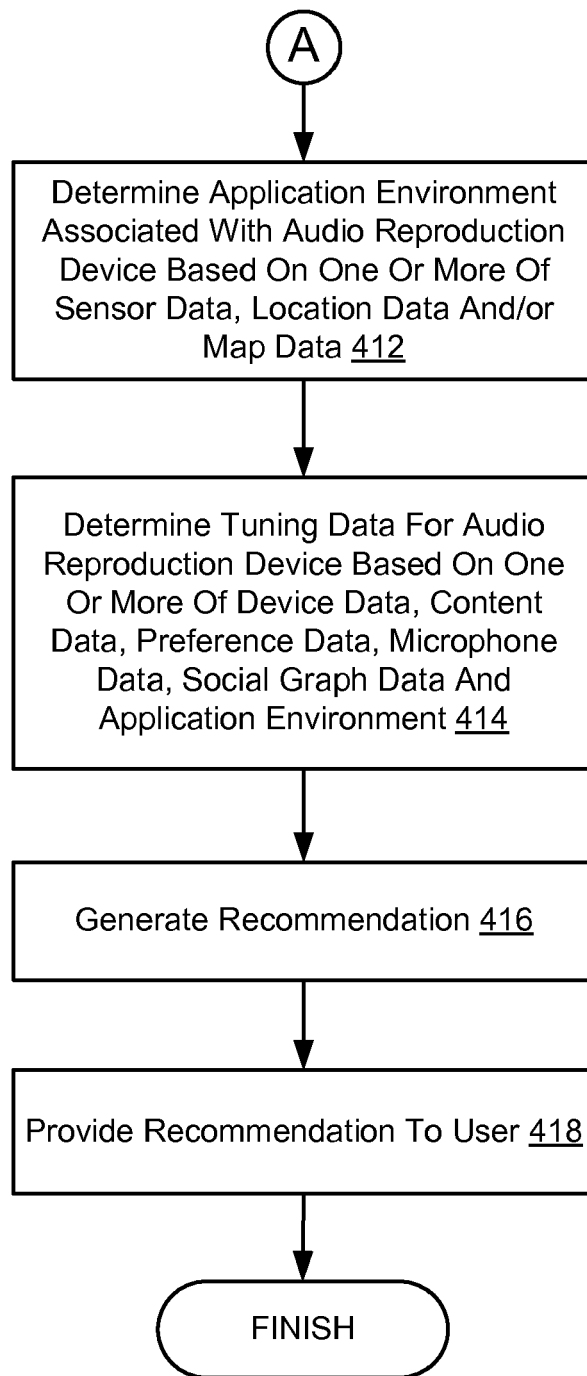 A
Determine Application Environment
Associated With Audio Reproduction
Device Based On One Or More Of
Sensor Data, Location Data And/or
Map Data 412
Determine Tuning Data For Audio
Reproduction Device Based On One
Or More Of Device Data, Content
Data, Preference Data, Microphone
Data, Social Graph Data And
Application Environment 414
Generate Recommendation 416
Provide Recommendation To User 418
FINISH